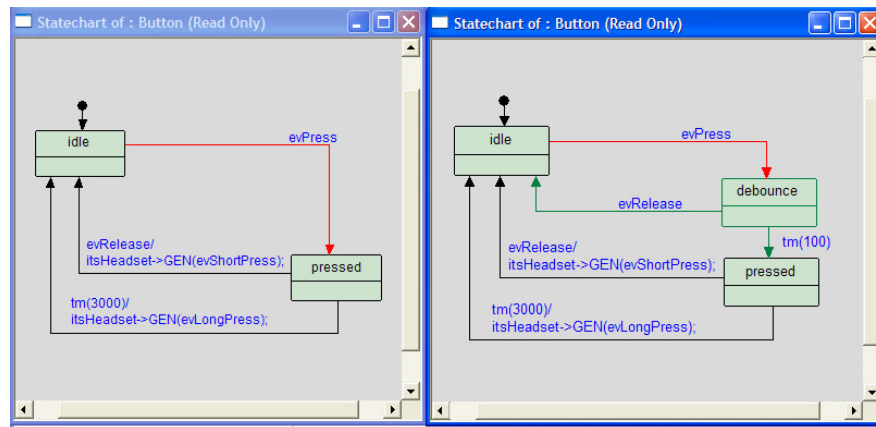 Statechart of : Button (Read Only)
idle
evPress
evRelease/
itsHeadset->GEN(evShortPress);
pressed
tm(3000)/
itsHeadset->GEN(evLongPress);
Statechart of : Button (Read Only)
idle
evPress
debounce
evRelease
tm(100)
evRelease/
itsHeadset->GEN(evShortPress);
pressed
tm(3000)/
itsHeadset->GEN(evLongPress);